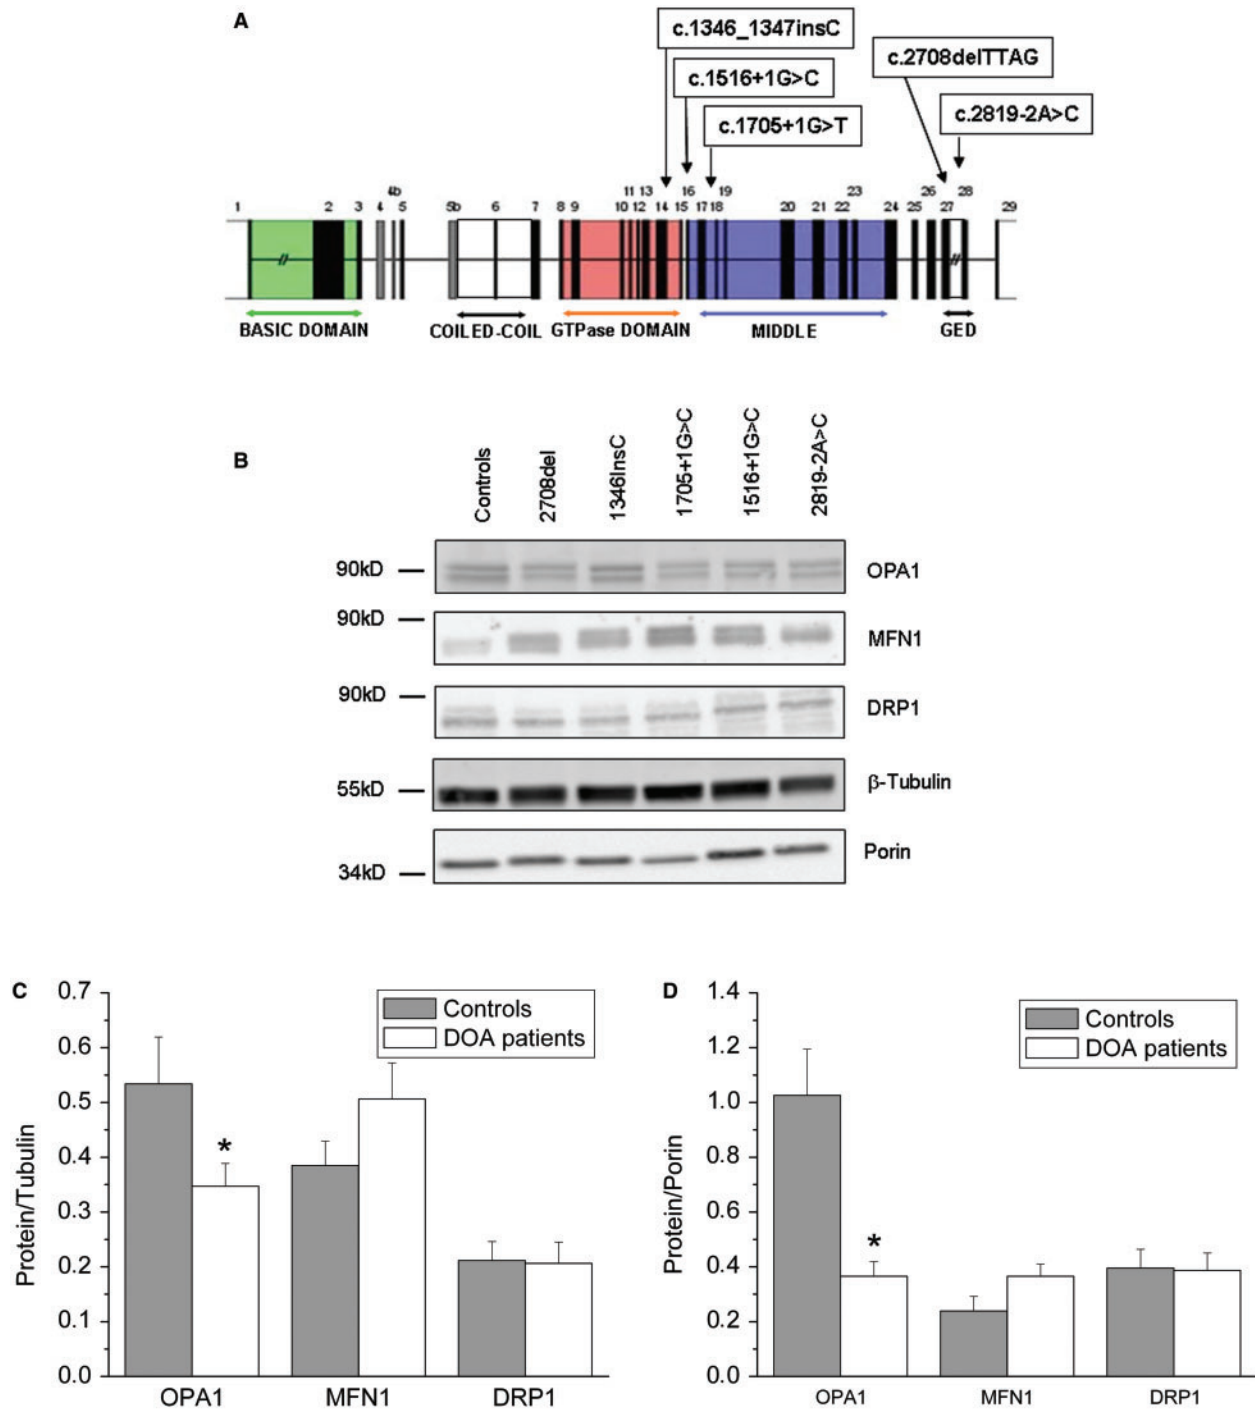 A
c.1346_1347insC
c.1516+1G>C
c.1705+1G>T
c.2708delTTAG
c.2819-2A>C
1 2 3 4 4b 5 5b 6 7 8 9 10 11 12 13 14 15 16 17 18 19 20 21 22 23 24 25 26 27 28 29
BASIC DOMAIN
COILED-COIL
GTPase DOMAIN
MIDDLE
GED
B
Controls
2708del
1346InsC
1705+1G>C
1516+1G>C
2819-2A>C
90kD
OPA1
90kD
MFN1
90kD
DRP1
55kD
β-Tubulin
34kD
Porin
C
Protein/Tubulin
0.7
0.6
0.5
0.4
0.3
0.2
0.1
0.0
Controls
DOA patients
*
OPA1 MFN1 DRP1
D
Protein/Porin
1.4
1.2
1.0
0.8
0.6
0.4
0.2
0.0
Controls
DOA patients
*
OPA1 MFN1 DRP1